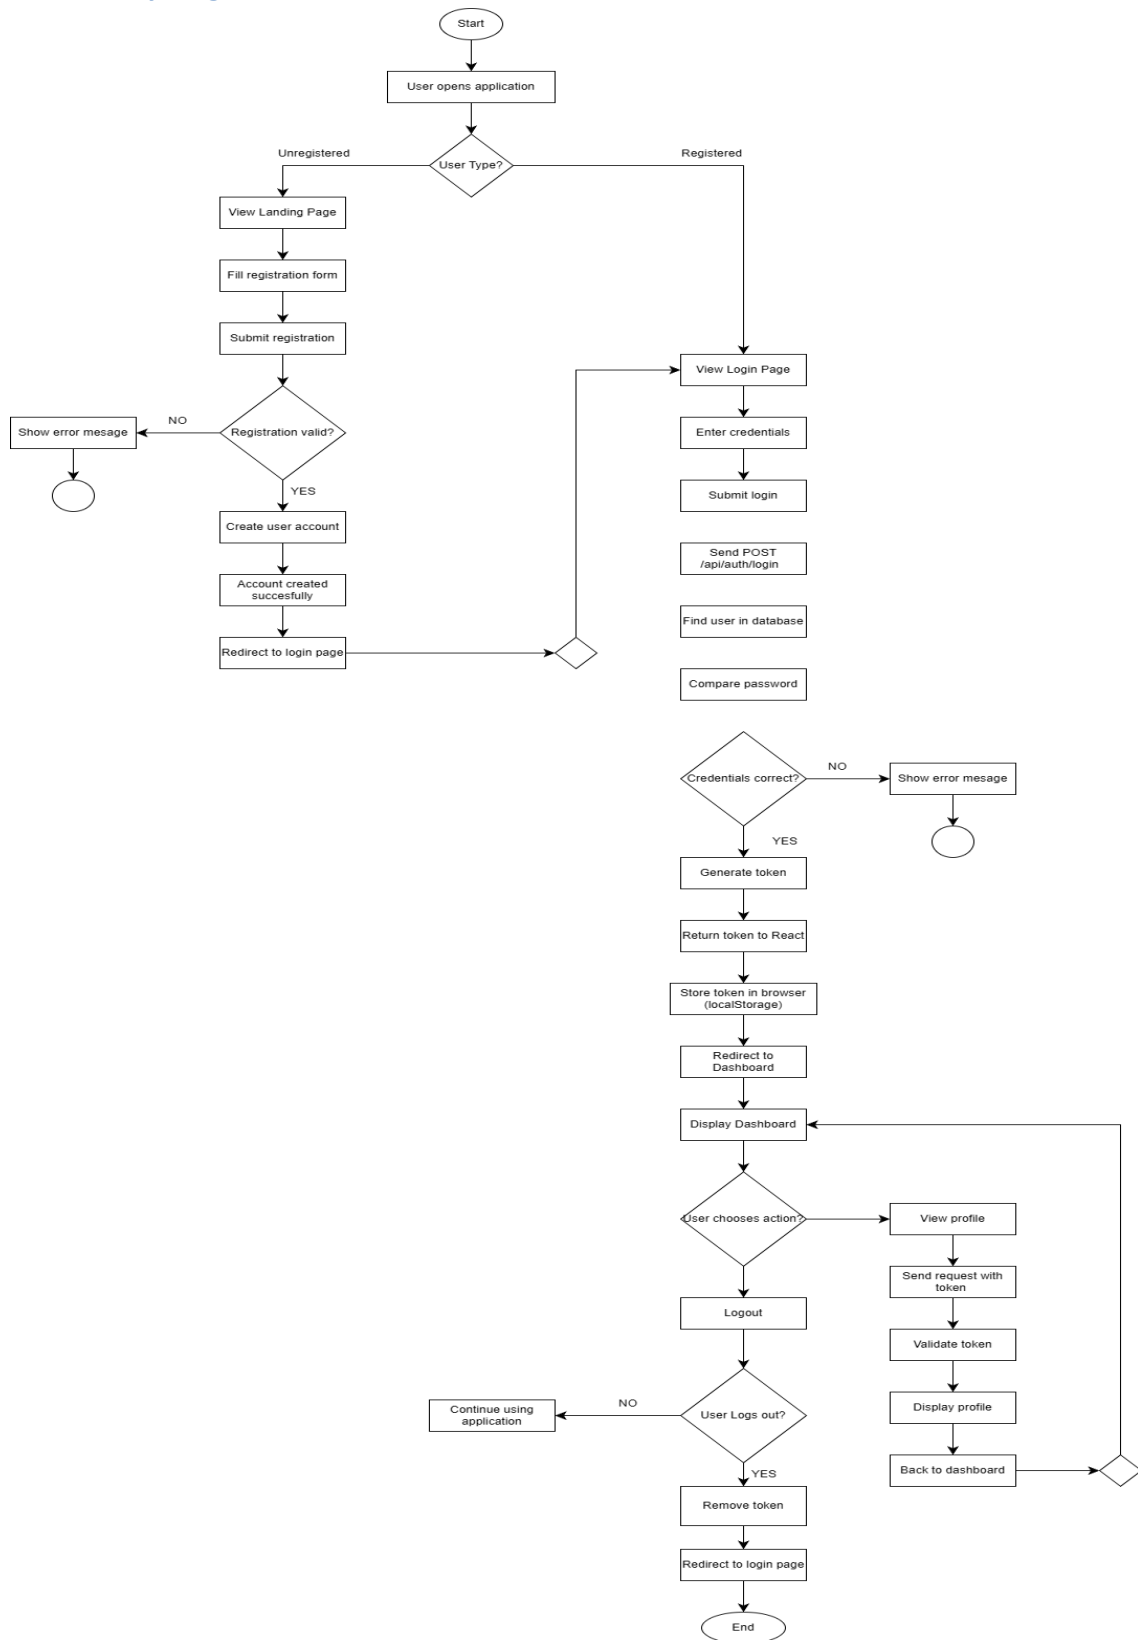 Start
User opens application
User Type?
Unregistered
Registered
View Landing Page
Fill registration form
Submit registration
Registration valid?
NO
Show error mesage
YES
Create user account
Account created
succesfully
Redirect to login page
View Login Page
Enter credentials
Submit login
Send POST
/api/auth/login
Find user in database
Compare password
Credentials correct?
NO
Show error mesage
YES
Generate token
Return token to React
Store token in browser
(localStorage)
Redirect to
Dashboard
Display Dashboard
User chooses action?
View profile
Send request with
token
Validate token
Display profile
Back to dashboard
Logout
User Logs out?
NO
Continue using
application
YES
Remove token
Redirect to login page
End